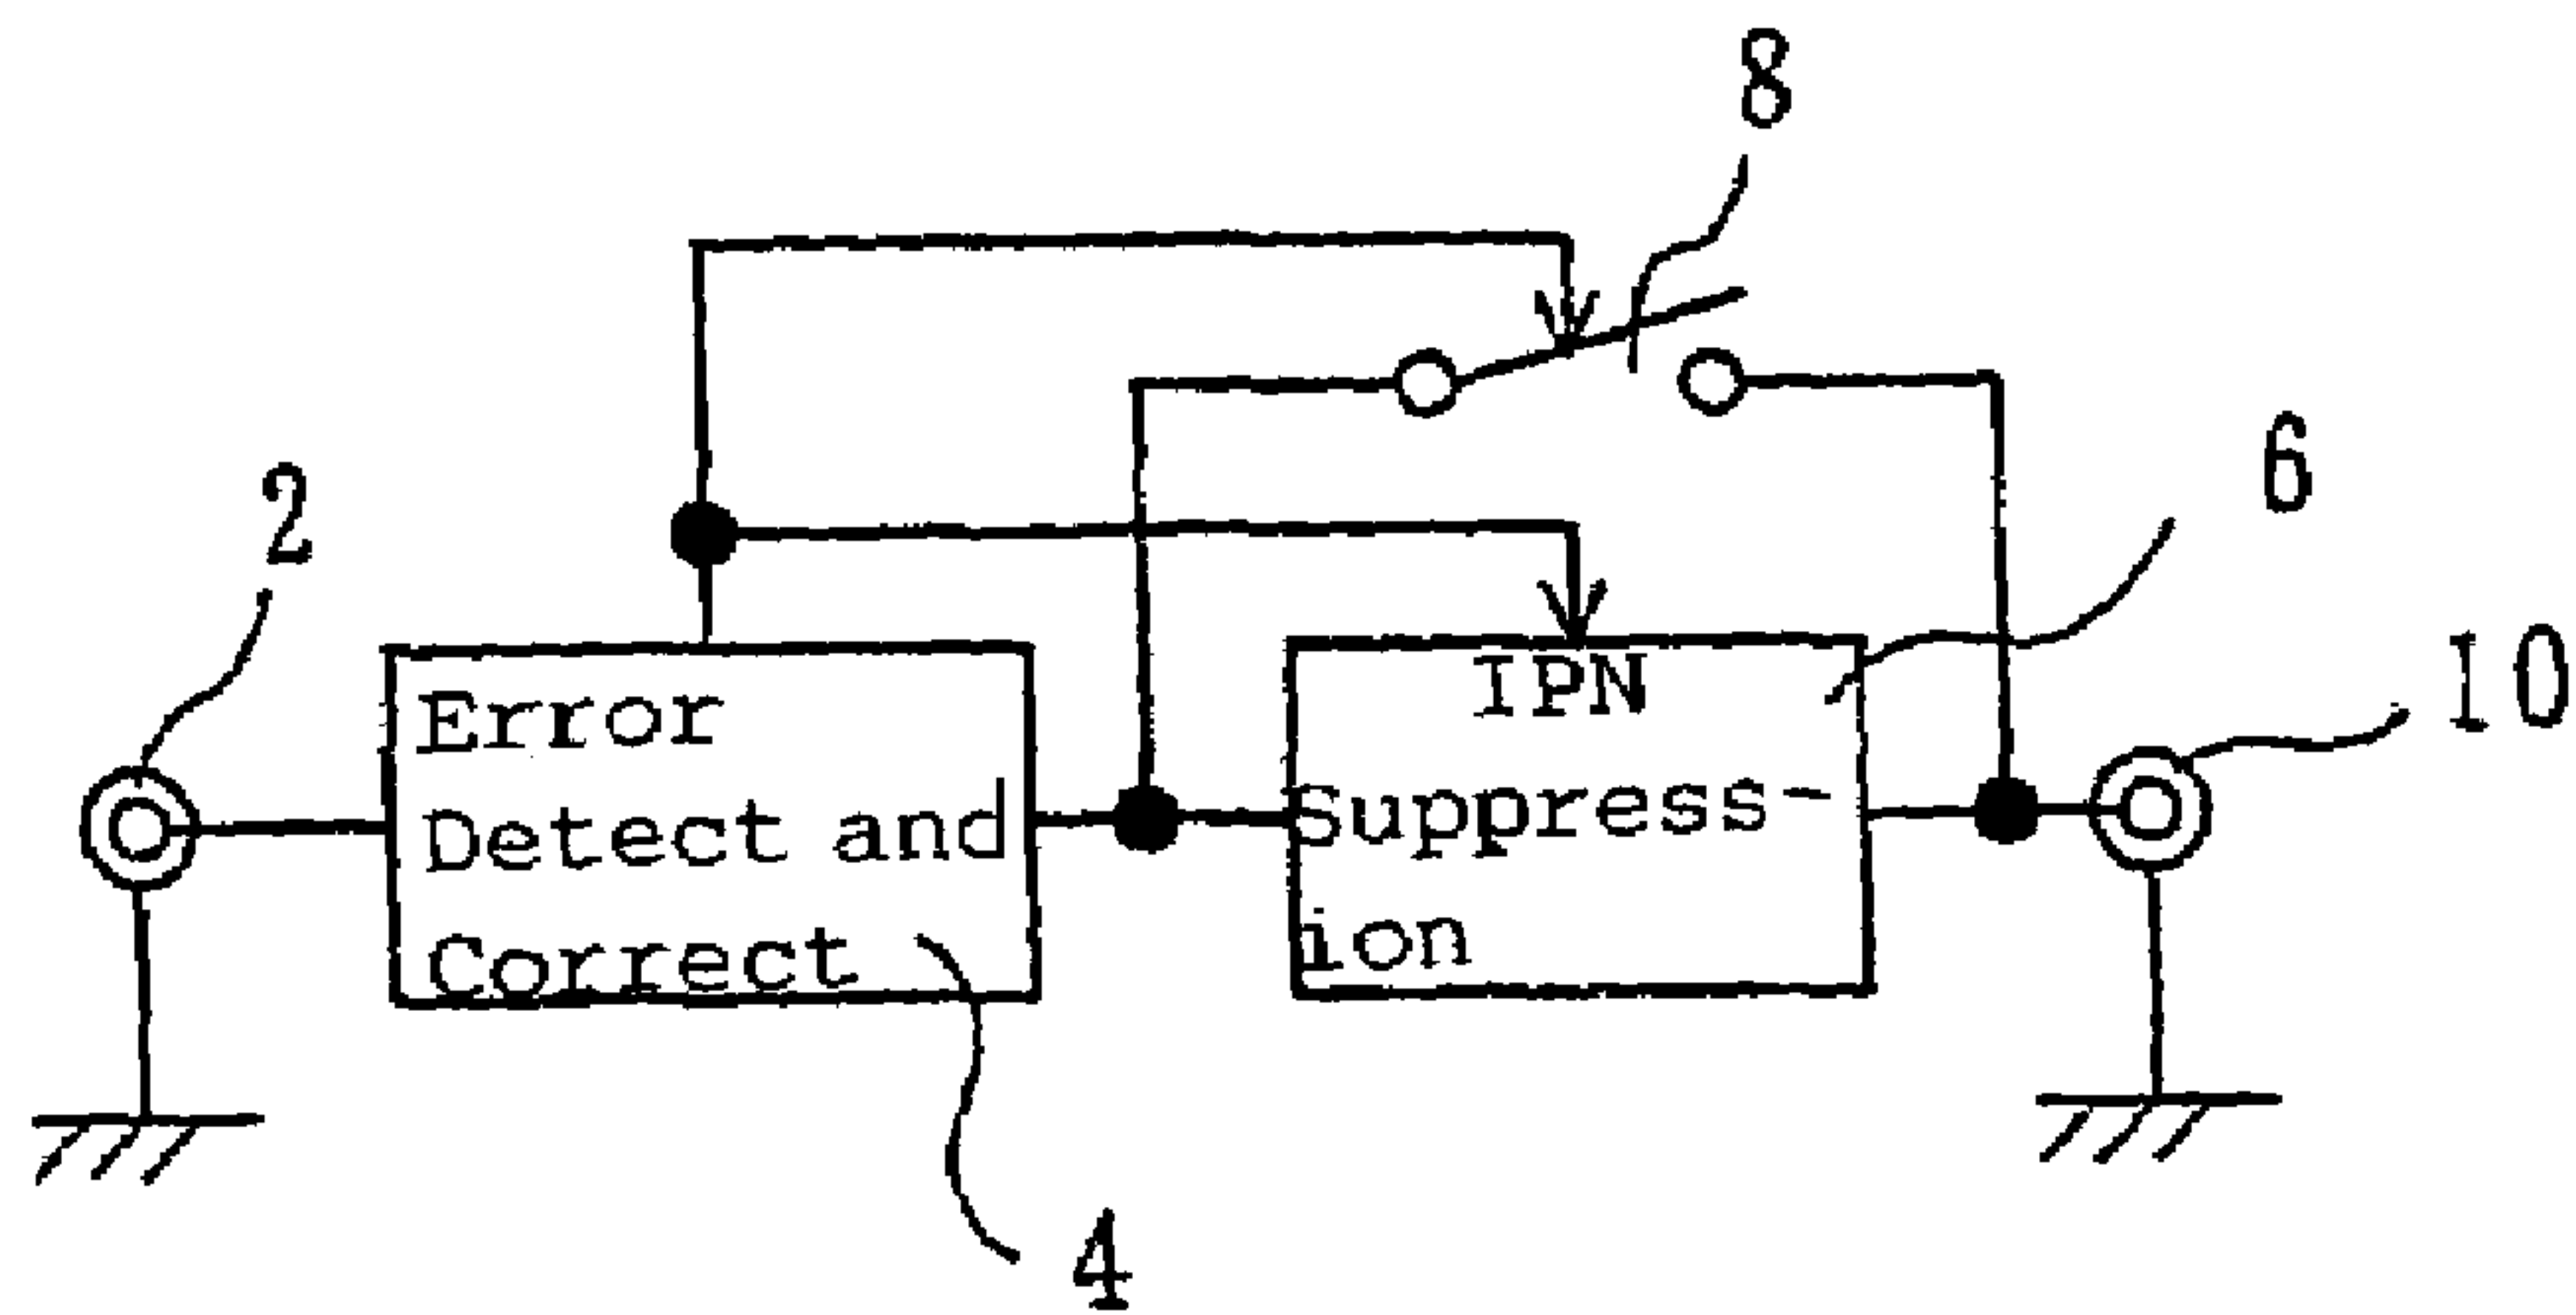 8
2
6
10
Error
Detect and
Correct
IPN
Suppress-
ion
4